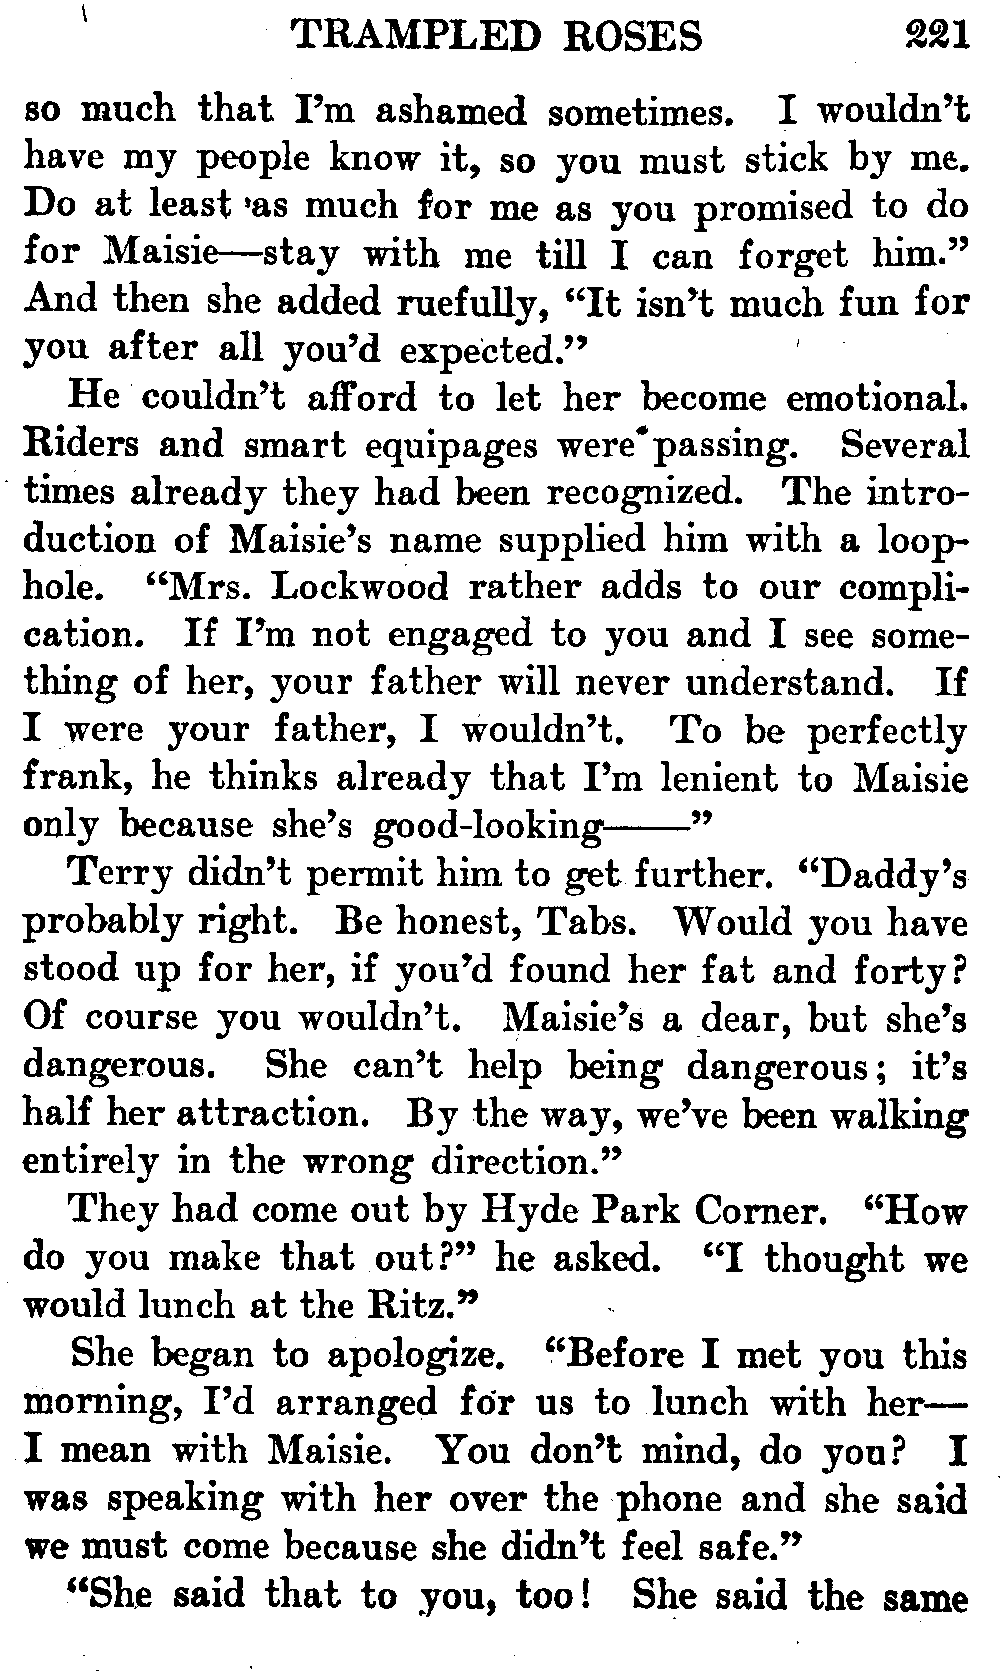 TRAMPLED ROSES 221
so much that I'm ashamed sometimes. I wouldn't
have my people know it, so you must stick by me.
Do at least as much for me as you promised to do
for Maisie—stay with me till I can forget him."
And then she added ruefully, "It isn't much fun for
you after all you'd expected."
He couldn't afford to let her become emotional.
Riders and smart equipages were passing. Several
times already they had been recognized. The intro-
duction of Maisie's name supplied him with a loop-
hole. "Mrs. Lockwood rather adds to our compli-
cation. If I'm not engaged to you and I see some-
thing of her, your father will never understand. If
I were your father, I wouldn't. To be perfectly
frank, he thinks already that I'm lenient to Maisie
only because she's good-looking——"
Terry didn't permit him to get further. "Daddy's
probably right. Be honest, Tabs. Would you have
stood up for her, if you'd found her fat and forty?
Of course you wouldn't. Maisie's a dear, but she's
dangerous. She can't help being dangerous; it's
half her attraction. By the way, we've been walking
entirely in the wrong direction."
They had come out by Hyde Park Corner. "How
do you make that out?" he asked. "I thought we
would lunch at the Ritz."
She began to apologize. "Before I met you this
morning, I'd arranged for us to lunch with her—
I mean with Maisie. You don't mind, do you? I
was speaking with her over the phone and she said
we must come because she didn't feel safe."
"She said that to you, too! She said the same